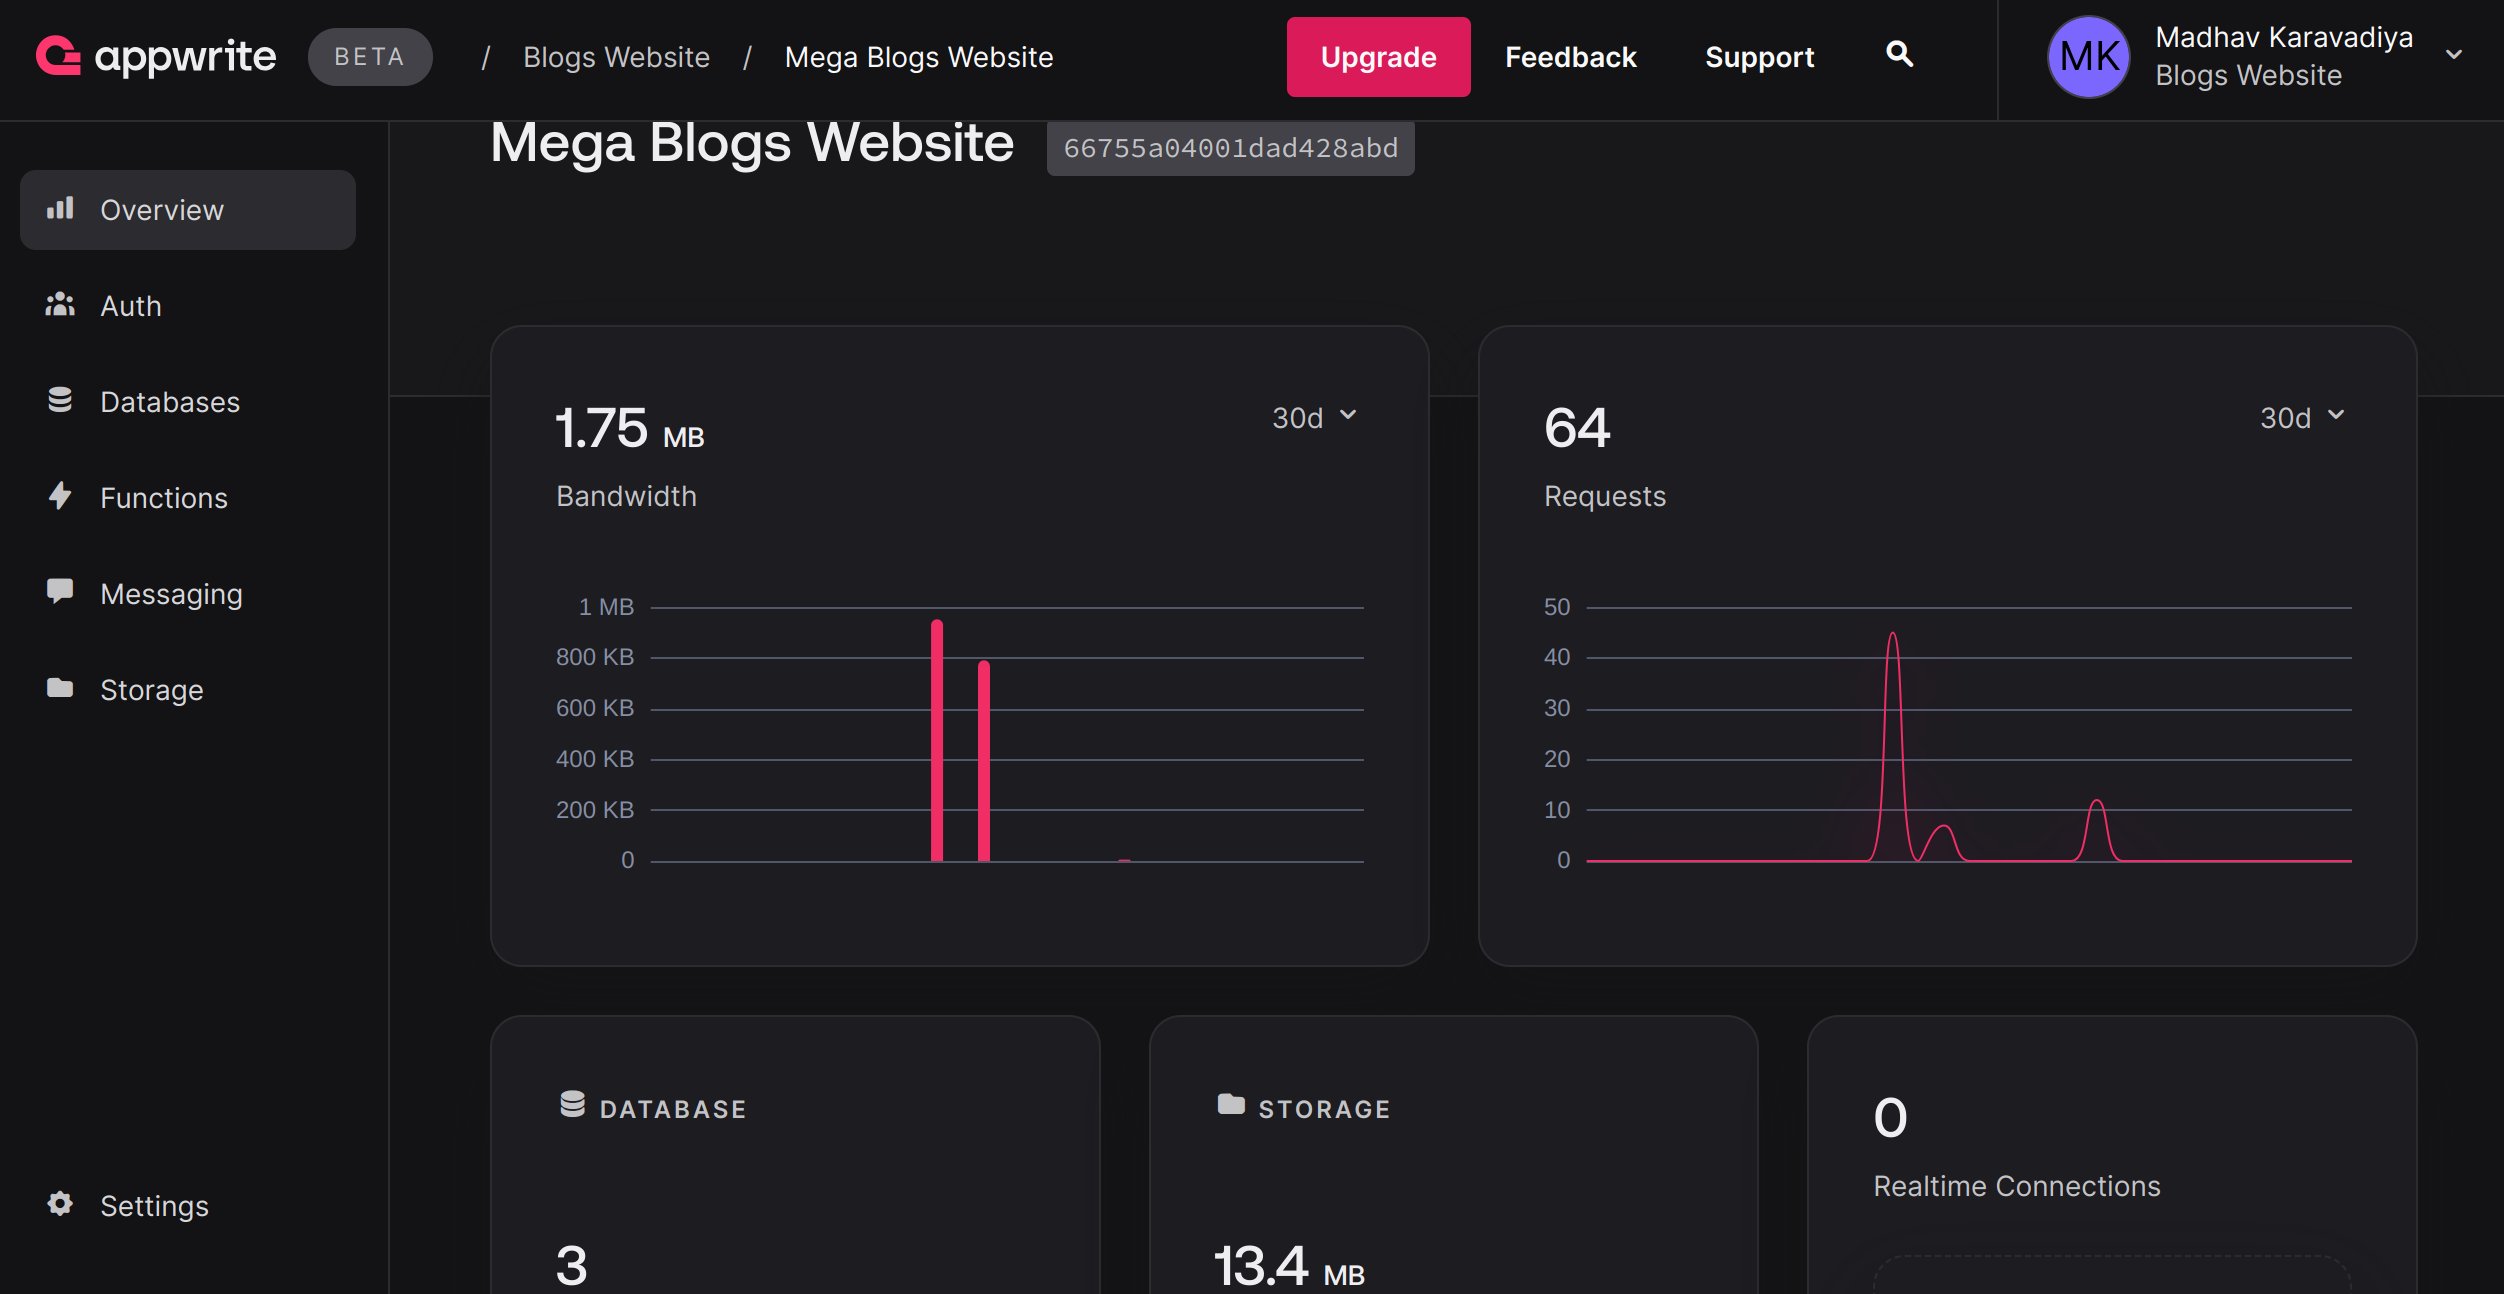 appwrite BETA / Blogs Website / Mega Blogs Website Upgrade Feedback Support MK Madhav Karavadiya
Blogs Website
Mega Blogs Website 66755a04001dad428abd
Overview
Auth
Databases
Functions
Messaging
Storage
Settings
1.75 MB 30d
Bandwidth
1 MB
800 KB
600 KB
400 KB
200 KB
0
64 30d
Requests
50
40
30
20
10
0
DATABASE
3
STORAGE
13.4 MB
0
Realtime Connections